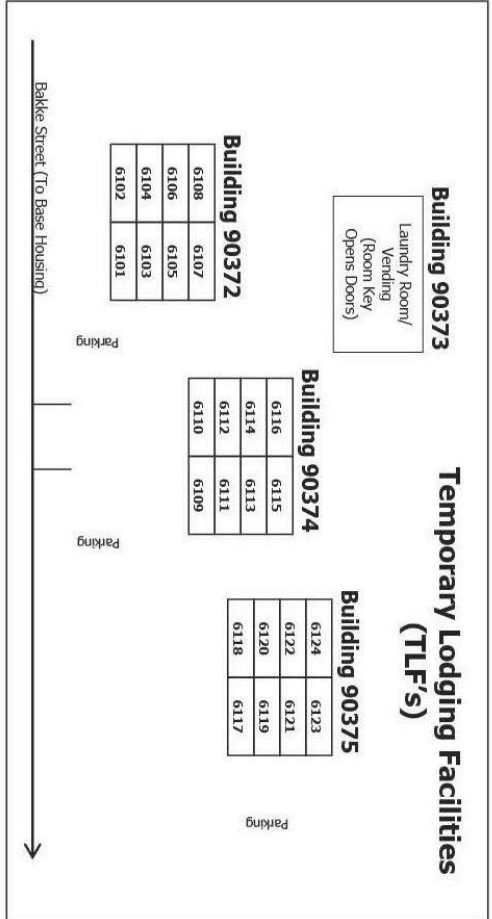 Temporary Lodging Facilities
(TLF's)
Building 90373
Laundry Room/
Vending
(Room Key
Opens Doors)
Building 90372
6108 6107
6106 6105
6104 6103
6102 6101
Parking
Building 90374
6116 6115
6114 6113
6112 6111
6110 6109
Parking
Building 90375
6124 6123
6122 6121
6120 6119
6118 6117
Parking
Bakke Street (To Base Housing)